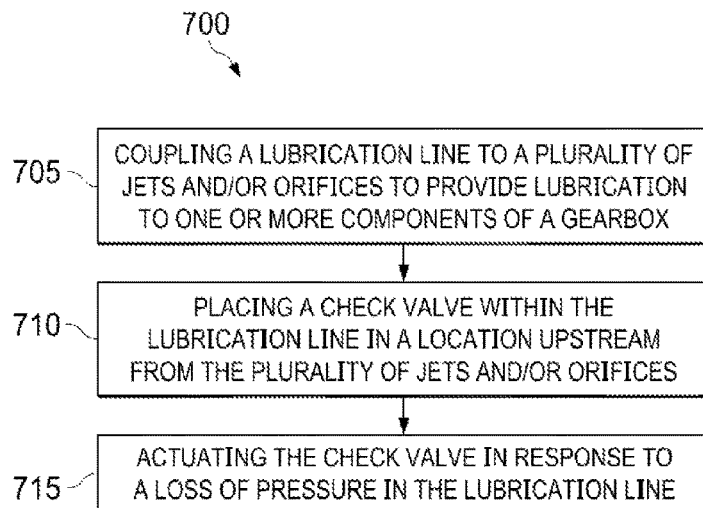 700
705
COUPLING A LUBRICATION LINE TO A PLURALITY OF
JETS AND/OR ORIFICES TO PROVIDE LUBRICATION
TO ONE OR MORE COMPONENTS OF A GEARBOX
710
PLACING A CHECK VALVE WITHIN THE
LUBRICATION LINE IN A LOCATION UPSTREAM
FROM THE PLURALITY OF JETS AND/OR ORIFICES
715
ACTUATING THE CHECK VALVE IN RESPONSE TO
A LOSS OF PRESSURE IN THE LUBRICATION LINE